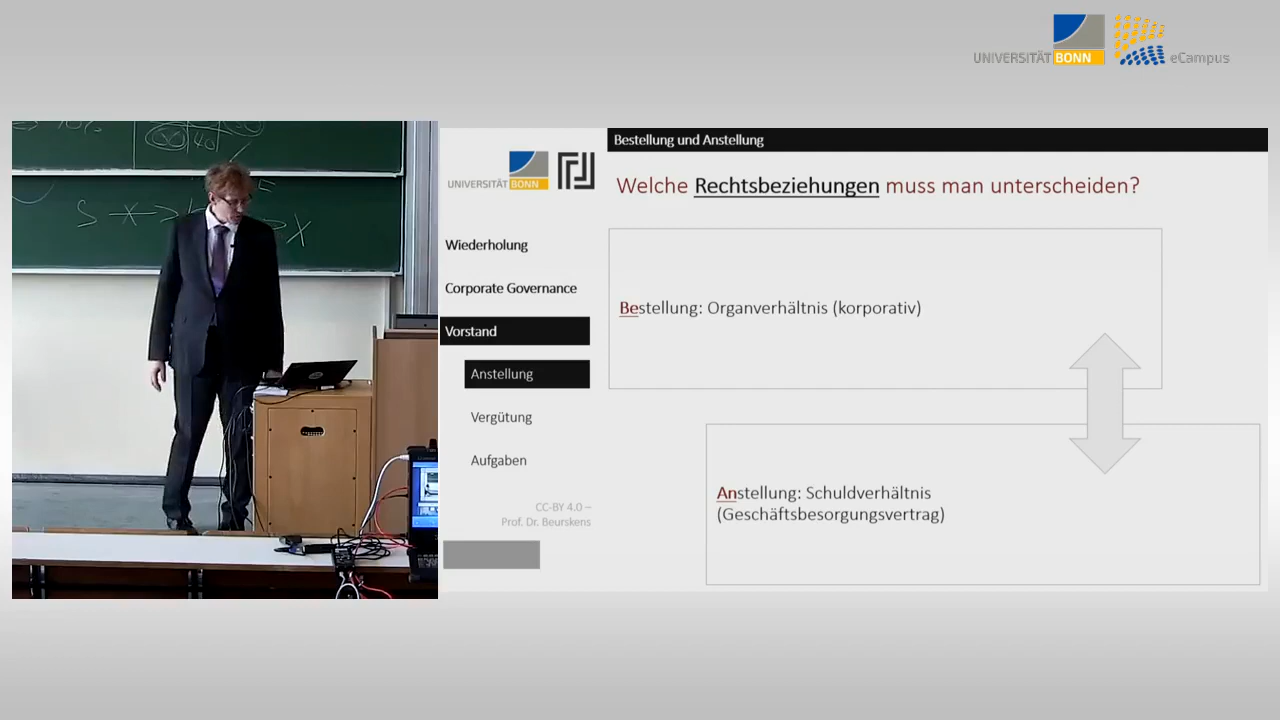 UNIVERSITÄT BONN eCampus
Bestellung und Anstellung
UNIVERSITÄT BONN
Welche Rechtsbeziehungen muss man unterscheiden?
Wiederholung
Corporate Governance
Vorstand
Anstellung
Vergütung
Aufgaben
CC-BY 4.0 –
Prof. Dr. Beurskens
Bestellung: Organverhältnis (korporativ)
Anstellung: Schuldverhältnis
(Geschäftsbesorgungsvertrag)